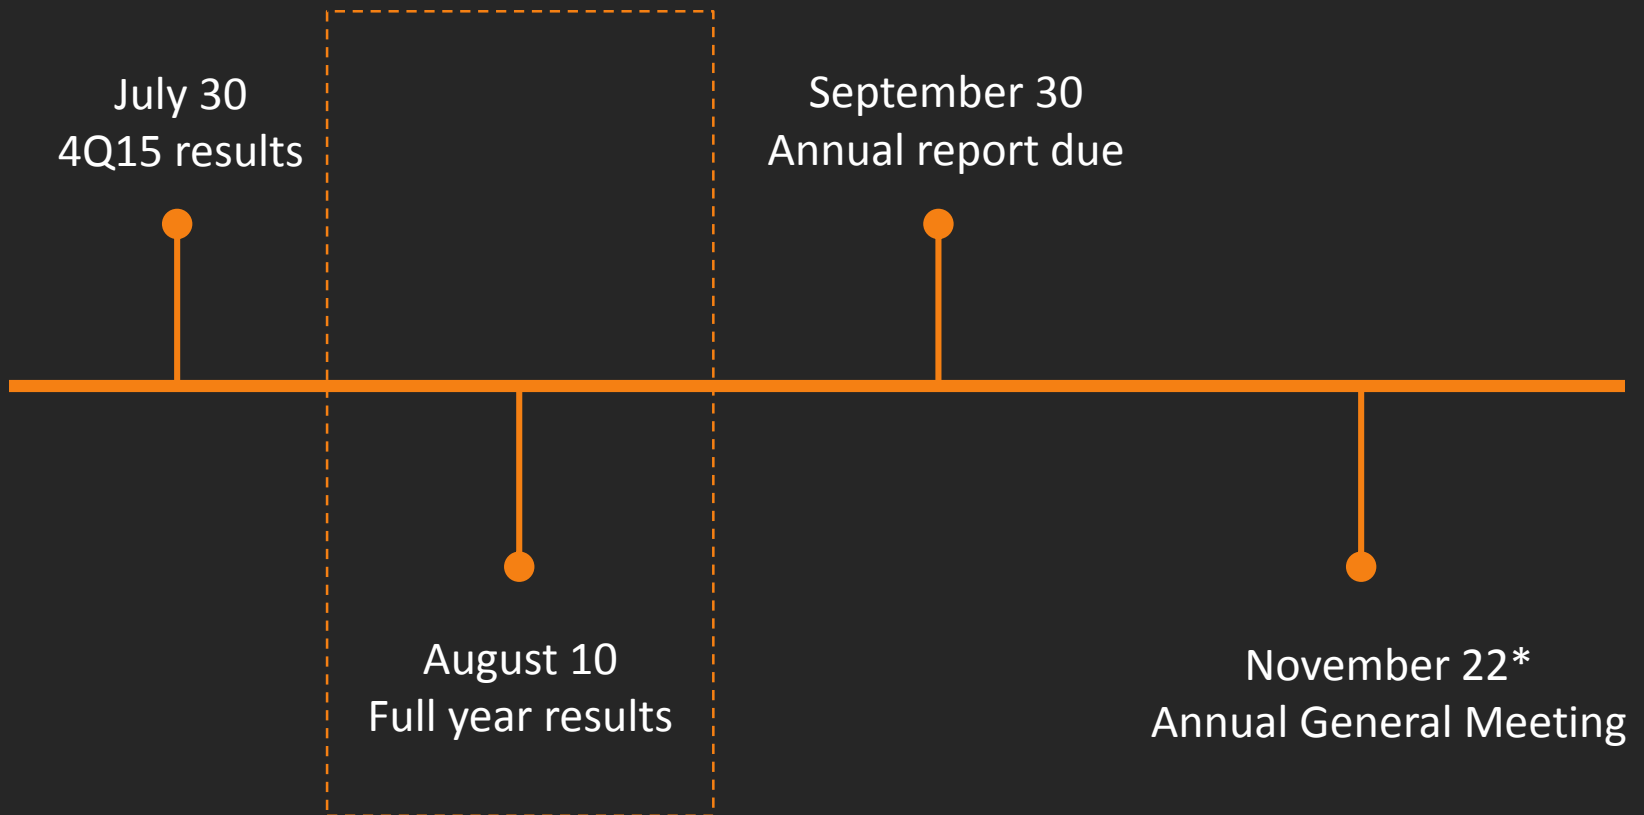 July 30
4Q15 results
August 10
Full year results
September 30
Annual report due
November 22*
Annual General Meeting